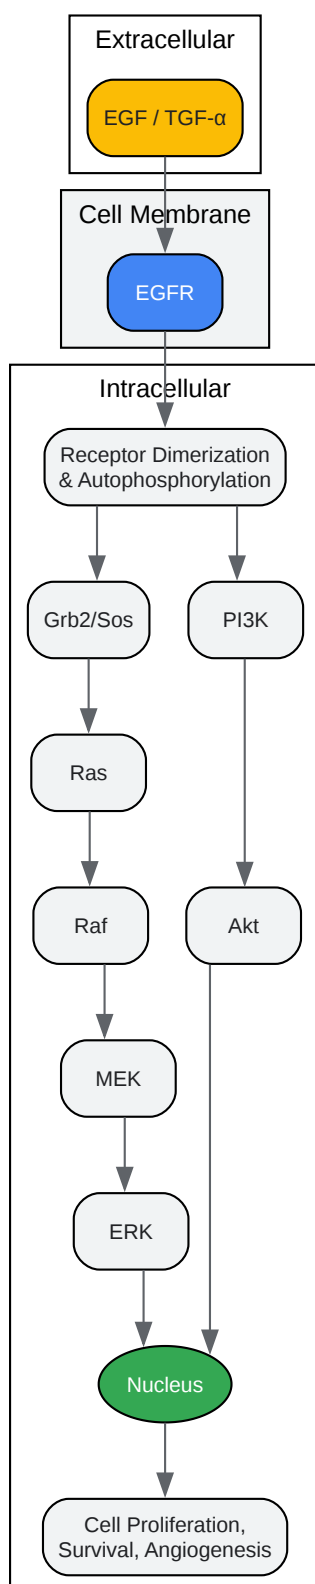 Extracellular
EGF / TGF-α
Cell Membrane
EGFR
Intracellular
Receptor Dimerization
& Autophosphorylation
Grb2/Sos
PI3K
Ras
Raf
Akt
MEK
ERK
Nucleus
Cell Proliferation,
Survival, Angiogenesis